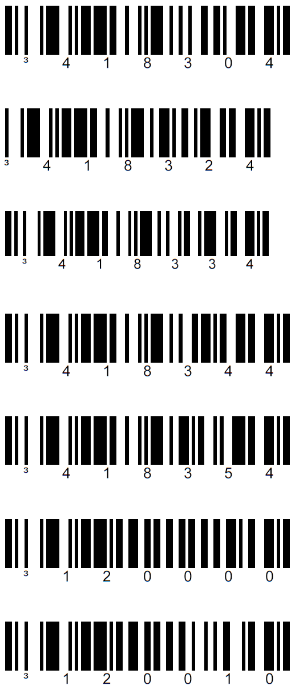 3 4 1 8 3 0 4
3 4 1 8 3 2 4
3 4 1 8 3 3 4
3 4 1 8 3 4 4
3 4 1 8 3 5 4
3 1 2 0 0 0 0
3 1 2 0 0 1 0